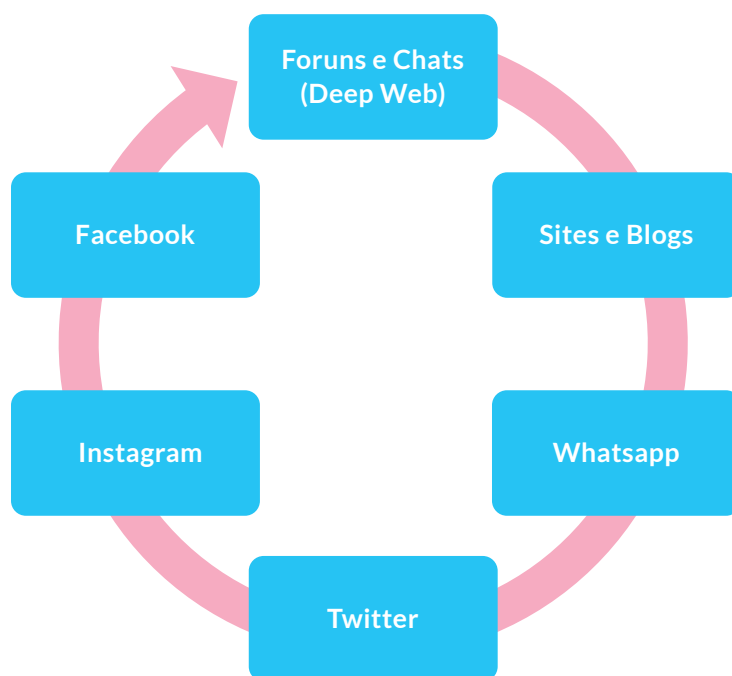 Foruns e Chats
(Deep Web)
Sites e Blogs
Whatsapp
Twitter
Instagram
Facebook